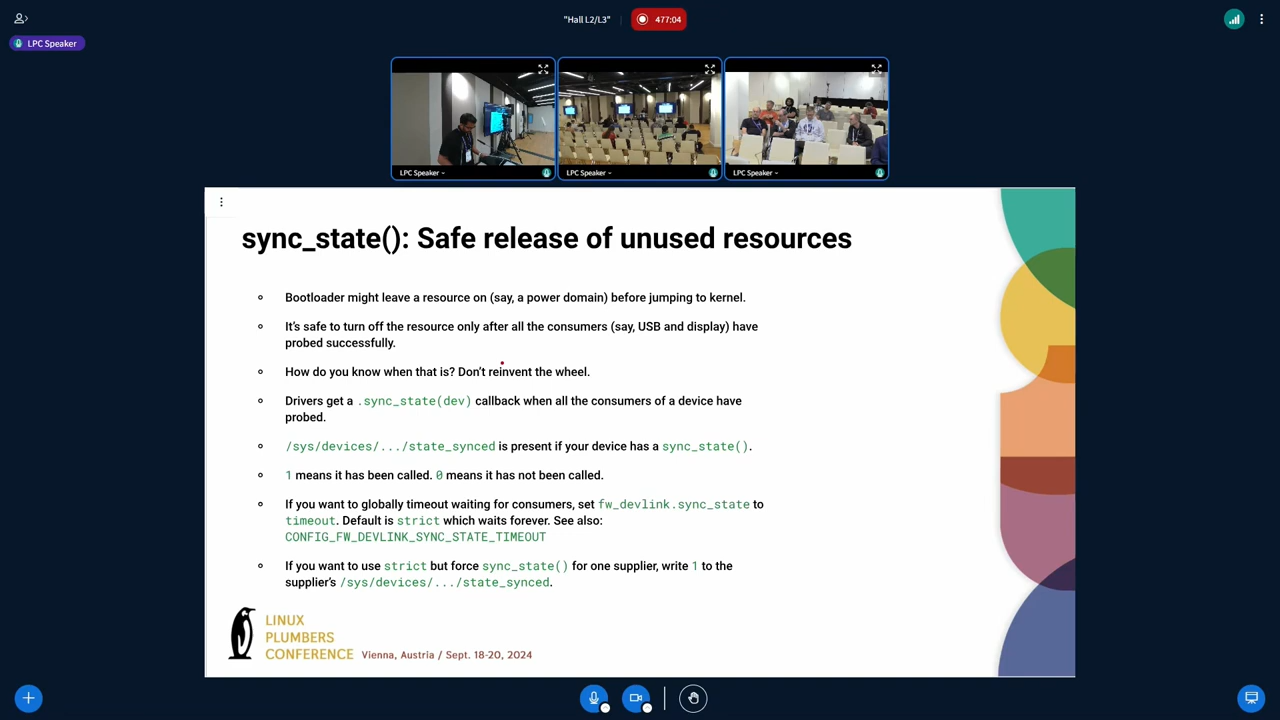 "Hall L2/L3"
477:04
LPC Speaker
LPC Speaker
LPC Speaker
LPC Speaker
sync_state(): Safe release of unused resources
Bootloader might leave a resource on (say, a power domain) before jumping to kernel.
It's safe to turn off the resource only after all the consumers (say, USB and display) have
probed successfully.
How do you know when that is? Don't reinvent the wheel.
Drivers get a .sync_state(dev) callback when all the consumers of a device have
probed.
/sys/devices/.../state_synced is present if your device has a sync_state().
1 means it has been called. 0 means it has not been called.
If you want to globally timeout waiting for consumers, set fw_devlink.sync_state to
timeout. Default is strict which waits forever. See also:
CONFIG_FW_DEVLINK_SYNC_STATE_TIMEOUT
If you want to use strict but force sync_state() for one supplier, write 1 to the
supplier's /sys/devices/.../state_synced.
LINUX
PLUMBERS
CONFERENCE Vienna, Austria / Sept. 18-20, 2024